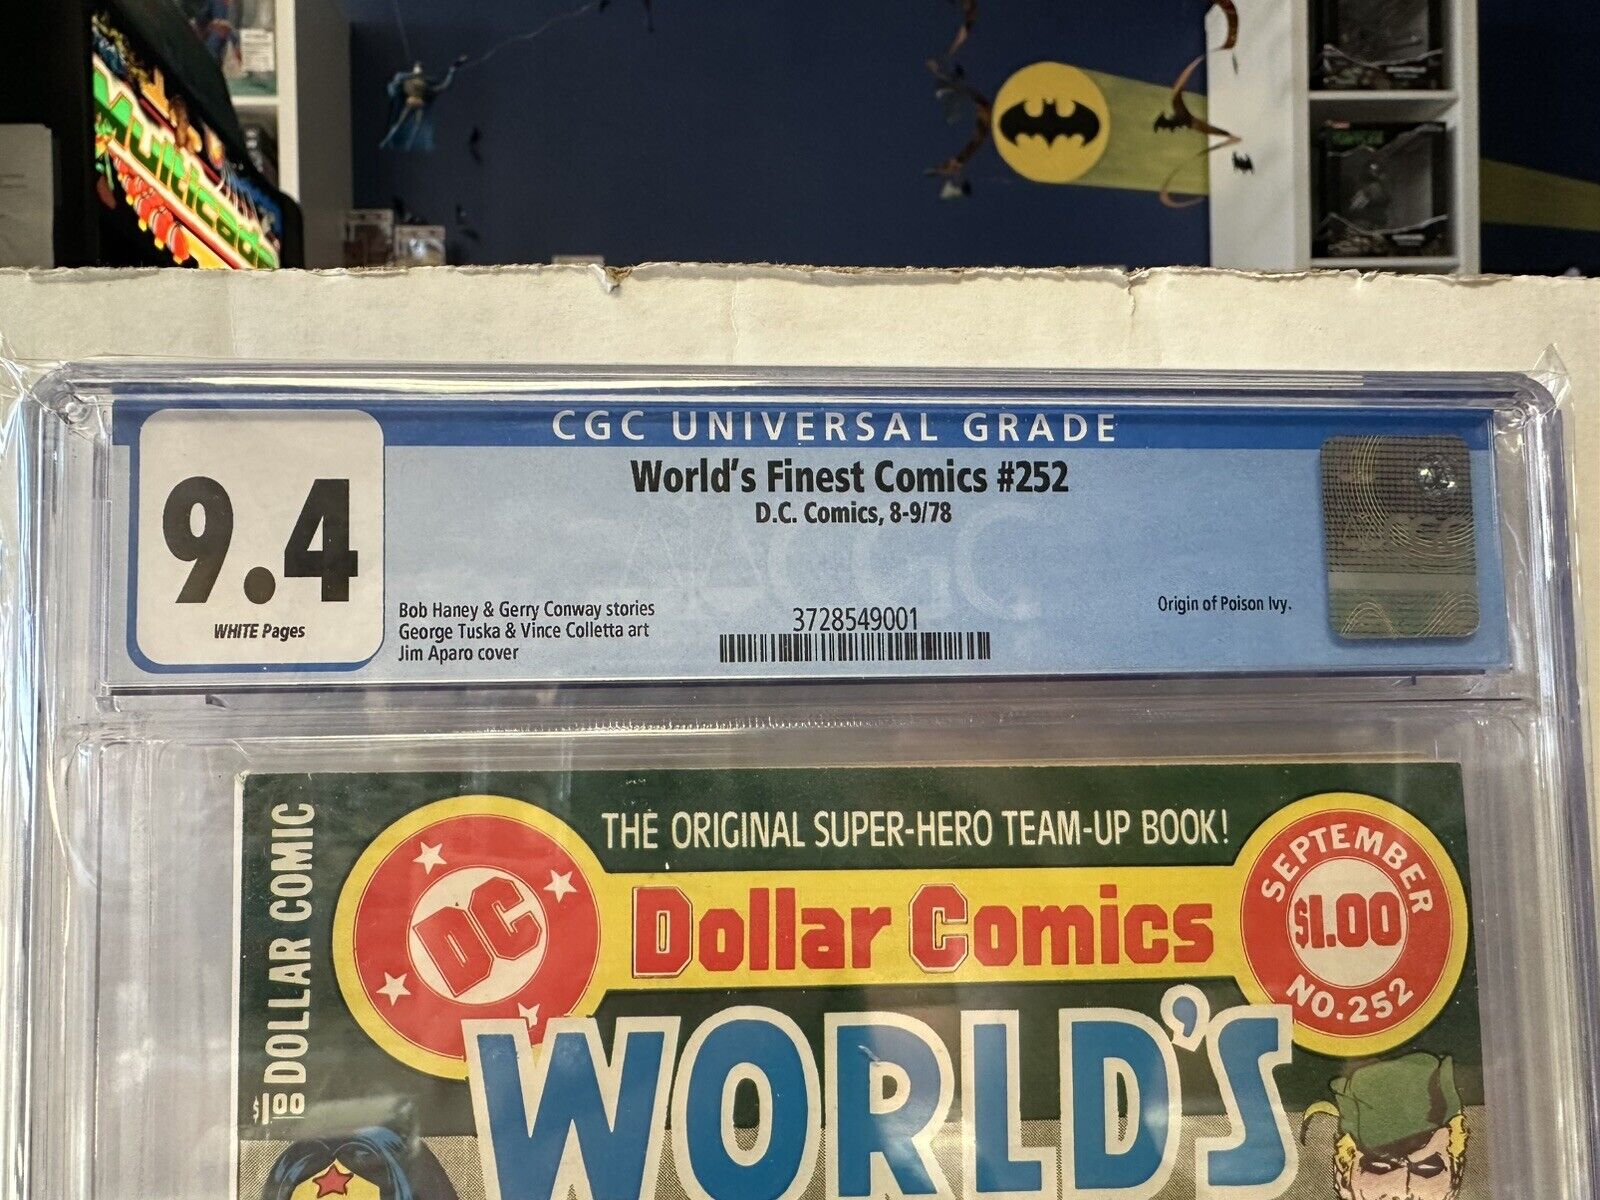 Multicade
CGC UNIVERSAL GRADE
World's Finest Comics #252
D.C. Comics, 8-9/78
9.4
WHITE Pages
Bob Haney & Gerry Conway stories
George Tuska & Vince Colletta art
Jim Aparo cover
3728549001
Origin of Poison Ivy.
CGC
DOLLAR COMIC
$1.00
THE ORIGINAL SUPER-HERO TEAM-UP BOOK!
DC
Dollar Comics
SEPTEMBER
$1.00
NO.252
WORLD'S